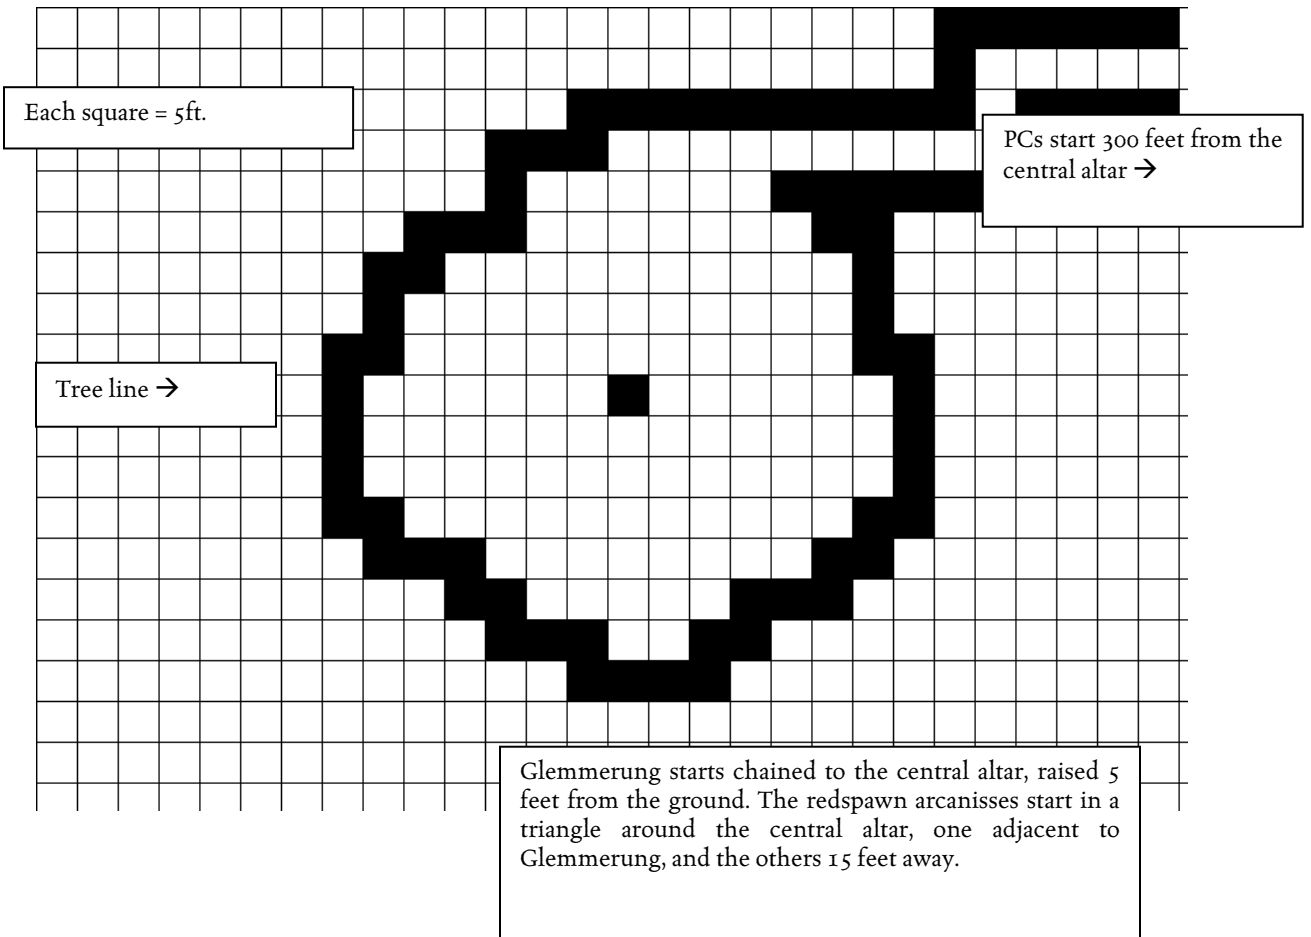 Each square = 5ft.
PCs start 300 feet from the
central altar →
Tree line →
Glemmerung starts chained to the central altar, raised 5
feet from the ground. The redspawn arcanisses start in a
triangle around the central altar, one adjacent to
Glemmerung, and the others 15 feet away.